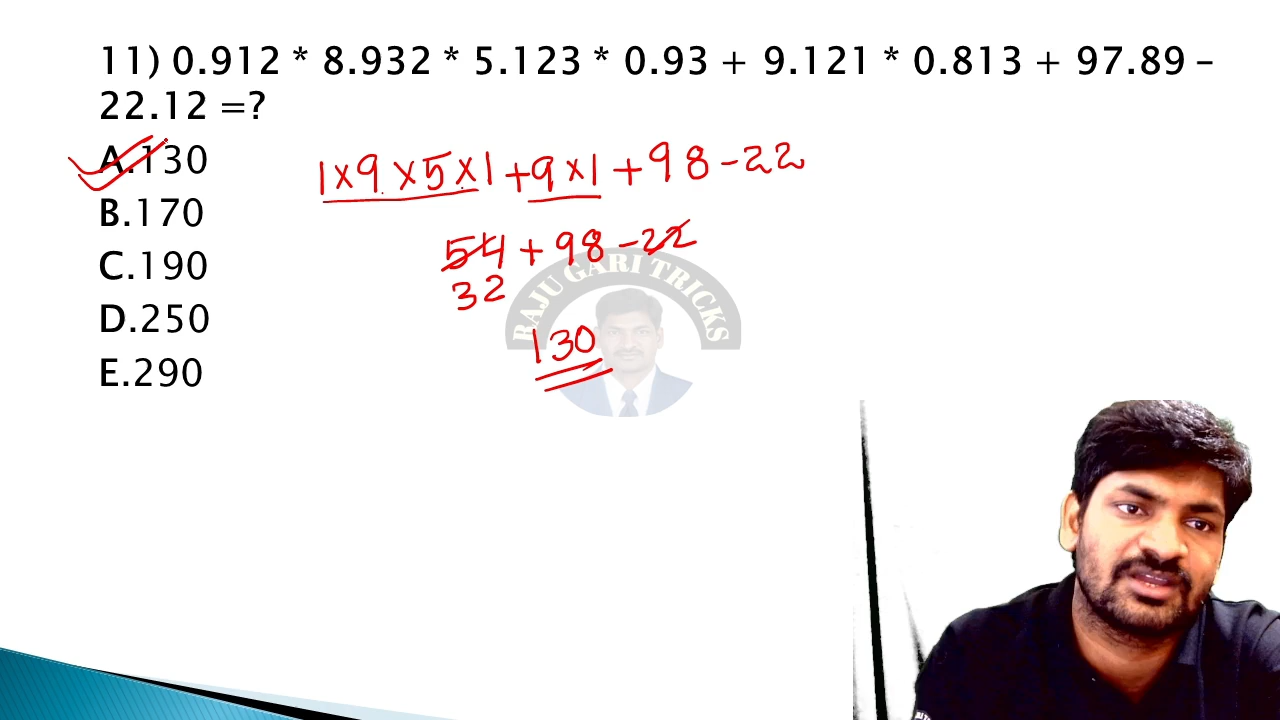 11) 0.912 * 8.932 * 5.123 * 0.93 + 9.121 * 0.813 + 97.89 –
22.12 =?
A.130
B.170
C.190
D.250
E.290
1×9×5×1+9×1+98-22
54+98-22
32
130
RAJU GARI TRICKS